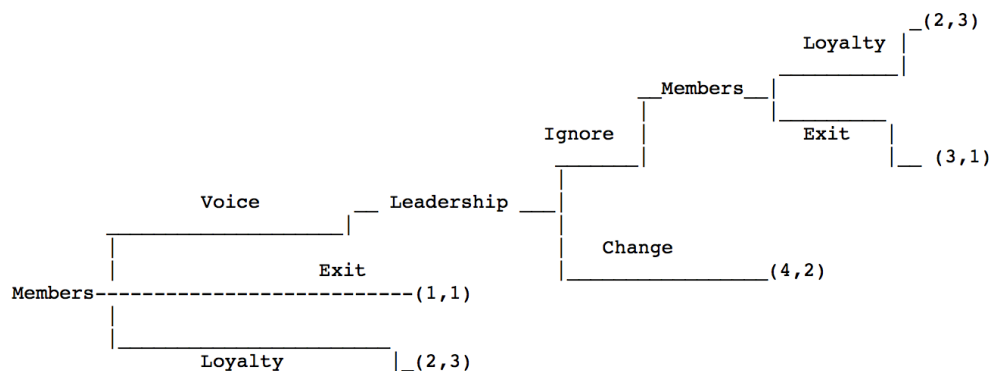 (2,3)
Loyalty
Members
Ignore
Exit
(3,1)
Voice
Leadership
Change
Exit
(4,2)
Members
(1,1)
Loyalty
(2,3)